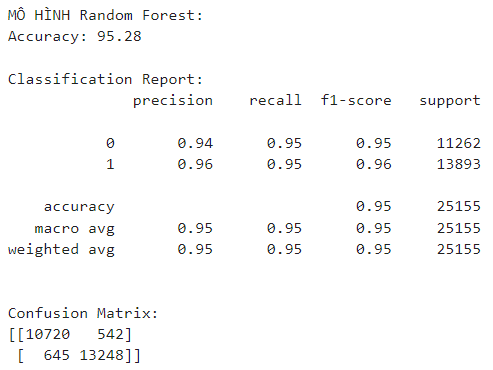 MÔ HÌNH Random Forest:
Accuracy: 95.28
Classification Report:
precision recall f1-score support
0 0.94 0.95 0.95 11262
1 0.96 0.95 0.96 13893
accuracy 0.95 25155
macro avg 0.95 0.95 0.95 25155
weighted avg 0.95 0.95 0.95 25155
Confusion Matrix:
[[10720 542]
[ 645 13248]]